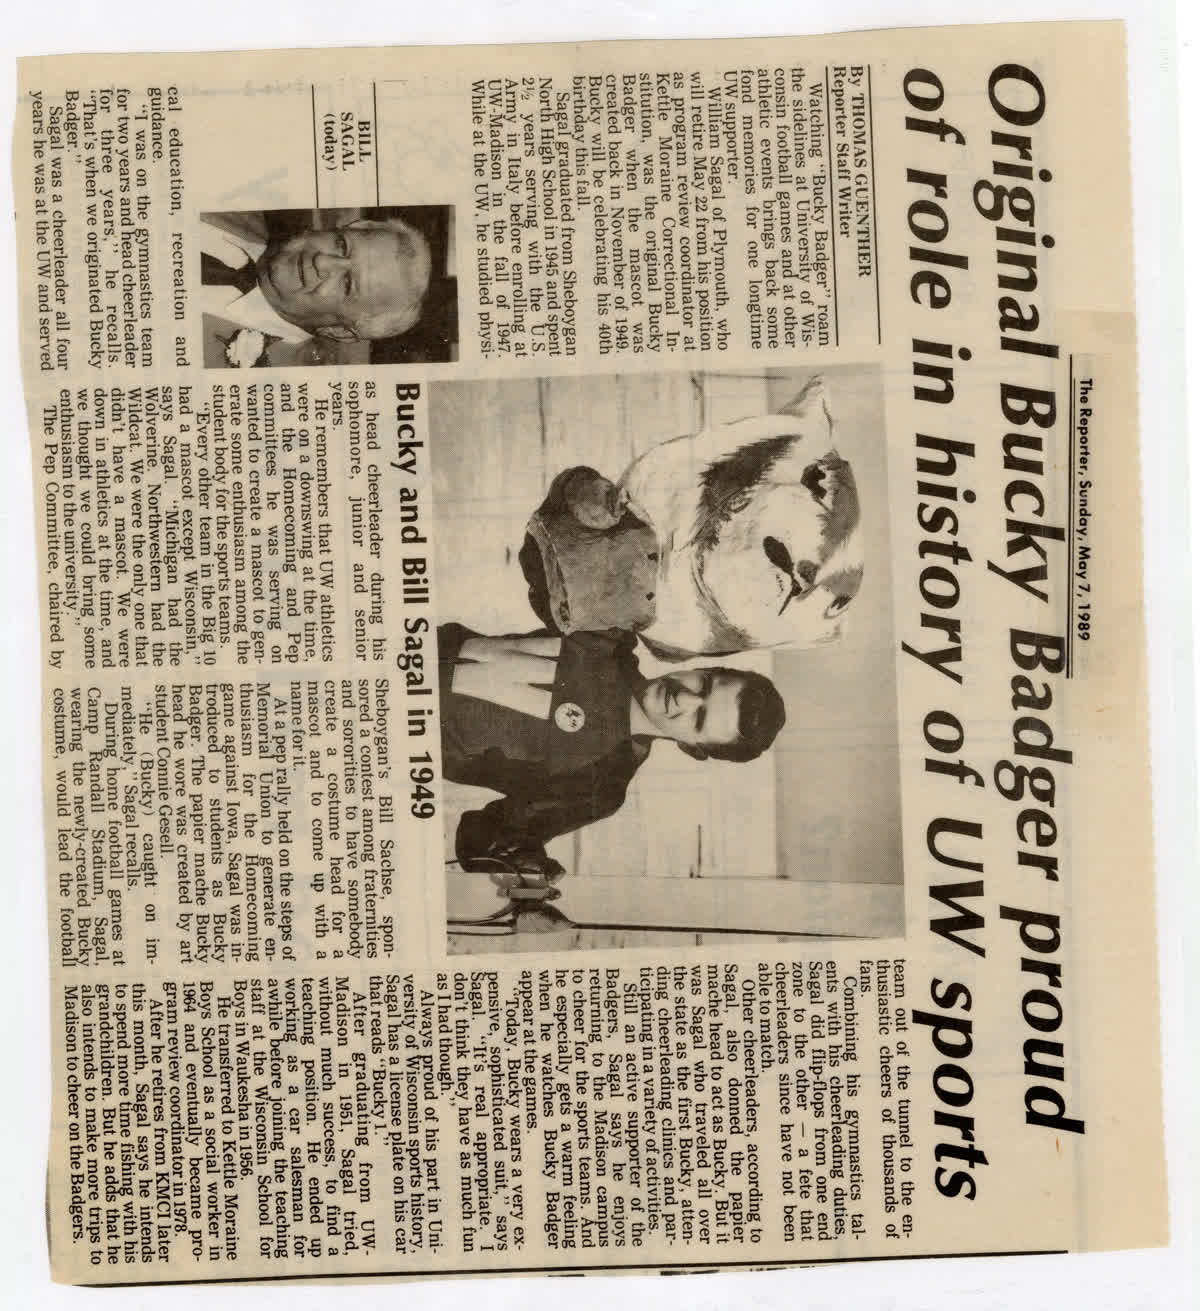 The Reporter, Sunday, May 7, 1989
Original Bucky Badger proud
of role in history of UW sports
By THOMAS GUENTHER
Reporter Staff Writer
Watching "Bucky Badger" roam
the sidelines at University of Wis-
consin football games and at other
athletic events brings back some
fond memories for one longtime
UW supporter.
William Sagal of Plymouth, who
will retire May 22 from his position
as program review coordinator at
Kettle Moraine Correctional In-
stitution, was the original Bucky
Badger when the mascot was
created back in November of 1949.
Bucky will be celebrating his 40th
birthday this fall.
Sagal graduated from Sheboygan
North High School in 1945 and spent
2½ years serving with the U.S.
Army in Italy before enrolling at
UW-Madison in the fall of 1947.
While at the UW, he studied physi-
BILL
SAGAL
(today)
cal education, recreation and
guidance.
"I was on the gymnastics team
for two years and head cheerleader
for three years," he recalls.
"That's when we originated Bucky
Badger."
Sagal was a cheerleader all four
years he was at the UW and served
Bucky and Bill Sagal in 1949
as head cheerleader during his
sophomore, junior and senior
years.
He remembers that UW athletics
were on a downswing at the time,
and the Homecoming and Pep
committees he was serving on
wanted to create a mascot to gen-
erate some enthusiasm among the
student body for the sports teams.
"Every other team in the Big 10
had a mascot except Wisconsin,"
says Sagal. "Michigan had the
Wolverine. Northwestern had the
Wildcat. We were the only one that
didn't have a mascot. We were
down in athletics at the time, and
we thought we could bring some
enthusiasm to the university."
The Pep Committee, chaired by
Sheboygan's Bill Sachse, spon-
sored a contest among fraternities
and sororities to have somebody
create a costume head for a
mascot and to come up with a
name for it.
At a pep rally held on the steps of
Memorial Union to generate en-
thusiasm for the Homecoming
game against Iowa, Sagal was in-
troduced to students as Bucky
Badger. The papier mache Bucky
head he wore was created by art
student Connie Gesell.
"He (Bucky) caught on im-
mediately," Sagal recalls.
During home football games at
Camp Randall Stadium, Sagal,
wearing the newly-created Bucky
costume, would lead the football
team out of the tunnel to the en-
thusiastic cheers of thousands of
fans.
Combining his gymnastics tal-
ents with his cheerleading duties,
Sagal did flip-flops from one end
zone to the other — a fete that
cheerleaders since have not been
able to match.
Other cheerleaders, according to
Sagal, also donned the papier
mache head to act as Bucky. But it
was Sagal who traveled all over
the state as the first Bucky, atten-
ding cheerleading clinics and par-
ticipating in a variety of activities.
Still an active supporter of the
Badgers, Sagal says he enjoys
returning to the Madison campus
to cheer for the sports teams. And
he especially gets a warm feeling
when he watches Bucky Badger
appear at the games.
"Today, Bucky wears a very ex-
pensive, sophisticated suit," says
Sagal. "It's real appropriate. I
don't think they have as much fun
as I had though."
Always proud of his part in Uni-
versity of Wisconsin sports history,
Sagal has a license plate on his car
that reads "Bucky 1."
After graduating from UW-
Madison in 1951, Sagal tried,
without much success, to find a
teaching position. He ended up
working as a car salesman for
awhile before joining the teaching
staff at the Wisconsin School for
Boys in Waukesha in 1956.
He transferred to Kettle Moraine
Boys School as a social worker in
1964 and eventually became pro-
gram review coordinator in 1978.
After he retires from KMCI later
this month, Sagal says he intends
to spend more time fishing with his
grandchildren. But he adds that he
also intends to make more trips to
Madison to cheer on the Badgers.